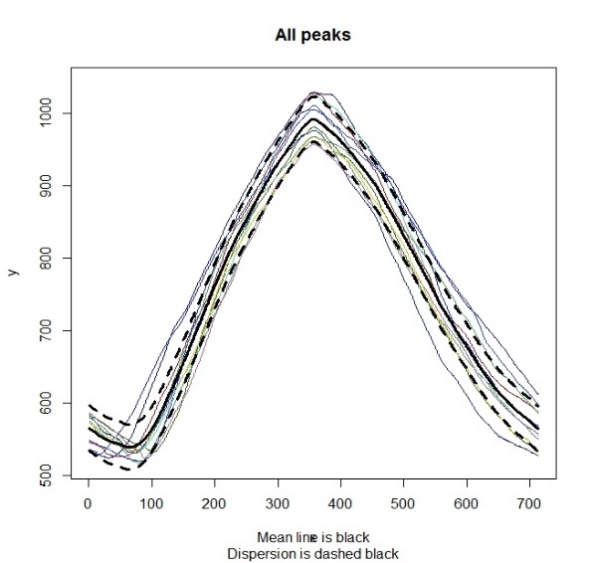 All peaks
y
1000
900
800
700
600
500
0 100 200 300 400 500 600 700
Mean line is black
Dispersion is dashed black